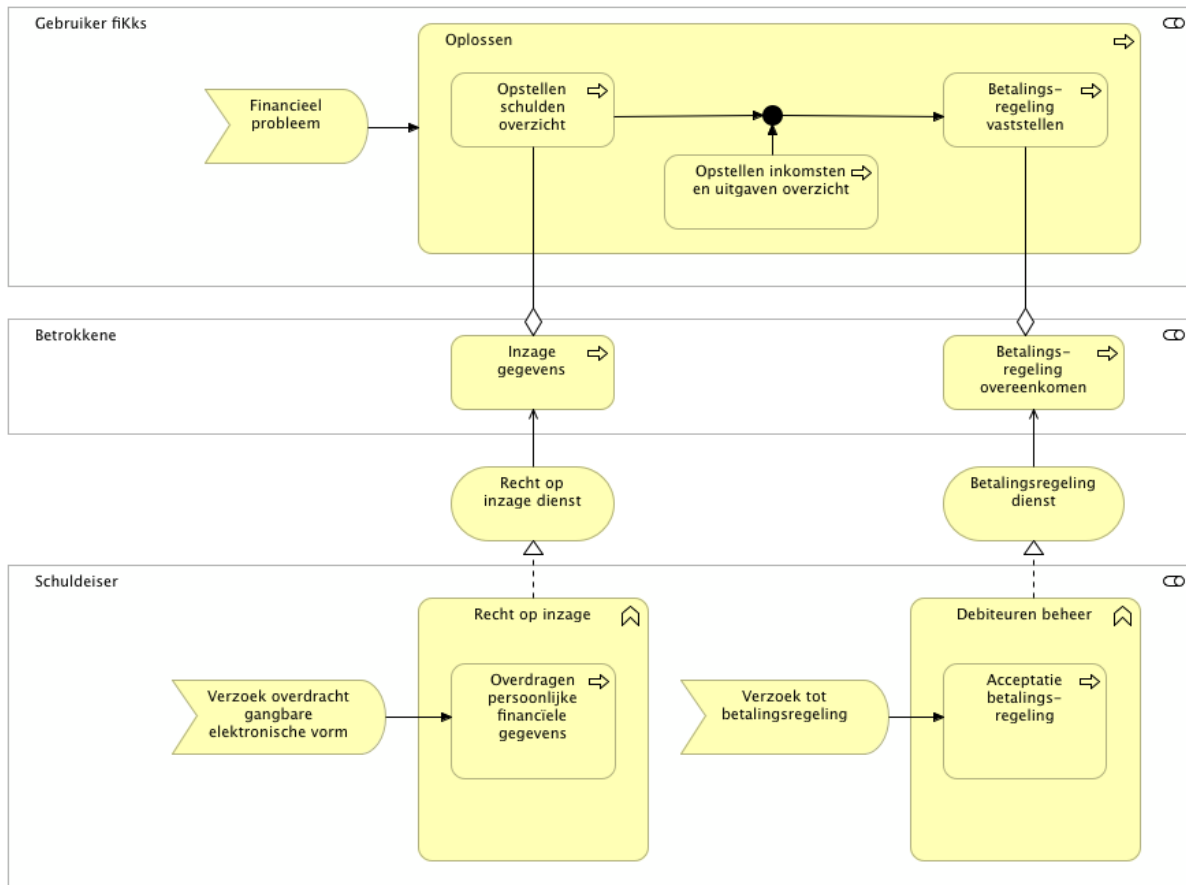 Gebruiker fiKks
Oplossen
Financieel
probleem
Opstellen
schulden
overzicht
Betalings-
regeling
vaststellen
Opstellen inkomsten
en uitgaven overzicht
Betrokkene
Inzage
gegevens
Betalings-
regeling
overeenkomen
Recht op
inzage dienst
Betalingsregeling
dienst
Schuldeiser
Recht op inzage
Debiteuren beheer
Verzoek overdracht
gangbare
elektronische vorm
Overdragen
persoonlijke
financïele
gegevens
Verzoek tot
betalingsregeling
Acceptatie
betalings-
regeling